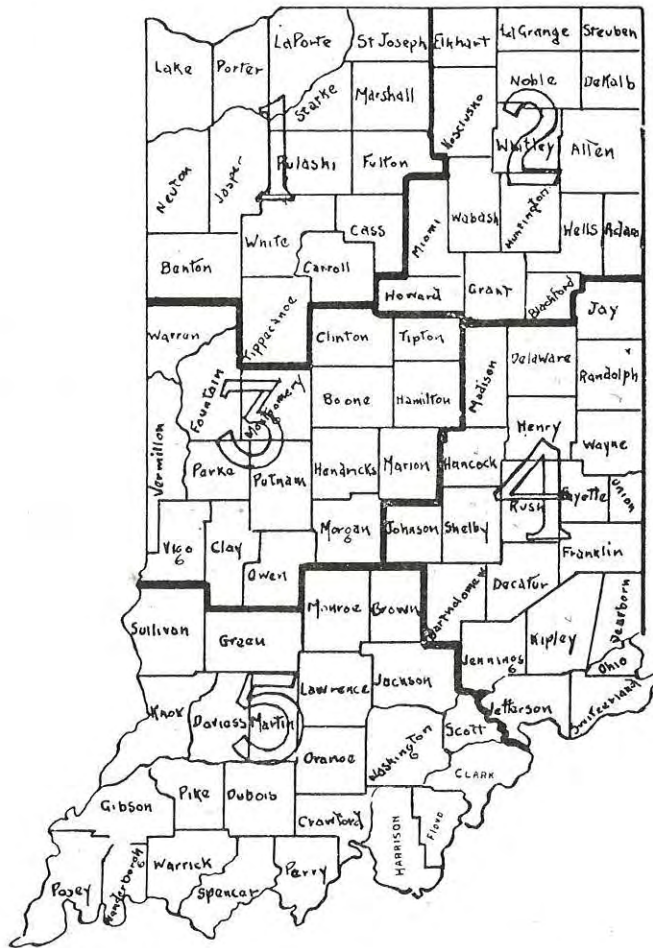 LaPorte
St Joseph
Elkhart
LaGrange
Steuben
Lake
Porter
Noble
DeKalb
Starke
Marshall
Kosciusko
1
2
Whitley
Allen
Newton
Jasper
Pulaski
Fulton
Miami
Wabash
Huntington
Wells
Adams
White
Cass
Benton
Carroll
Howard
Grant
Blackford
Jay
Warren
Tippecanoe
Clinton
Tipton
Madison
Delaware
Randolph
Fountain
3
Montgomery
Boone
Hamilton
Henry
Wayne
Vermillon
Parke
Putnam
Hendricks
Marion
Hancock
4
Rush
Fayette
Union
Vigo
Clay
Owen
Morgan
Johnson
Shelby
Franklin
Decatur
Sullivan
Green
Monroe
Brown
Bartholomew
Ripley
Dearborn
Jennings
Ohio
Knox
Daviess
Martin
5
Lawrence
Jackson
Jefferson
Switzerland
Scott
Orange
Washington
CLARK
Gibson
Pike
Dubois
Crawford
HARRISON
FLOYD
Posey
Vanderborgh
Warrick
Spencer
Perry